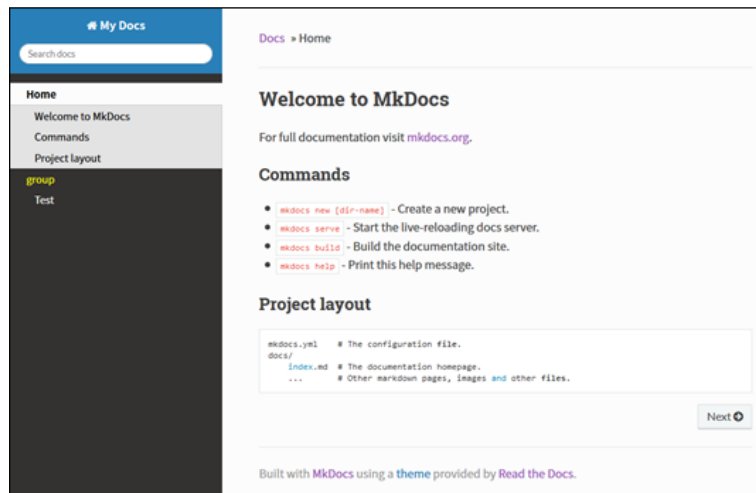 My Docs
Search docs
Home
Welcome to MkDocs
Commands
Project layout
group
Test
Docs » Home
Welcome to MkDocs
For full documentation visit mkdocs.org.
Commands
mkdocs new [dir-name] - Create a new project.
mkdocs serve - Start the live-reloading docs server.
mkdocs build - Build the documentation site.
mkdocs help - Print this help message.
Project layout
mkdocs.yml # The configuration file.
docs/
index.md # The documentation homepage.
... # Other markdown pages, images and other files.
Next
Built with MkDocs using a theme provided by Read the Docs.